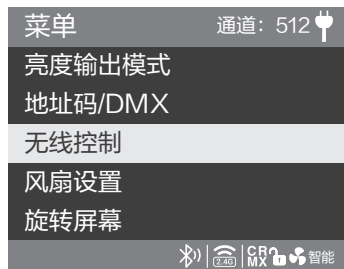 菜单 通道：512
亮度输出模式
地址码/DMX
无线控制
风扇设置
旋转屏幕
2.4G CRMX 智能